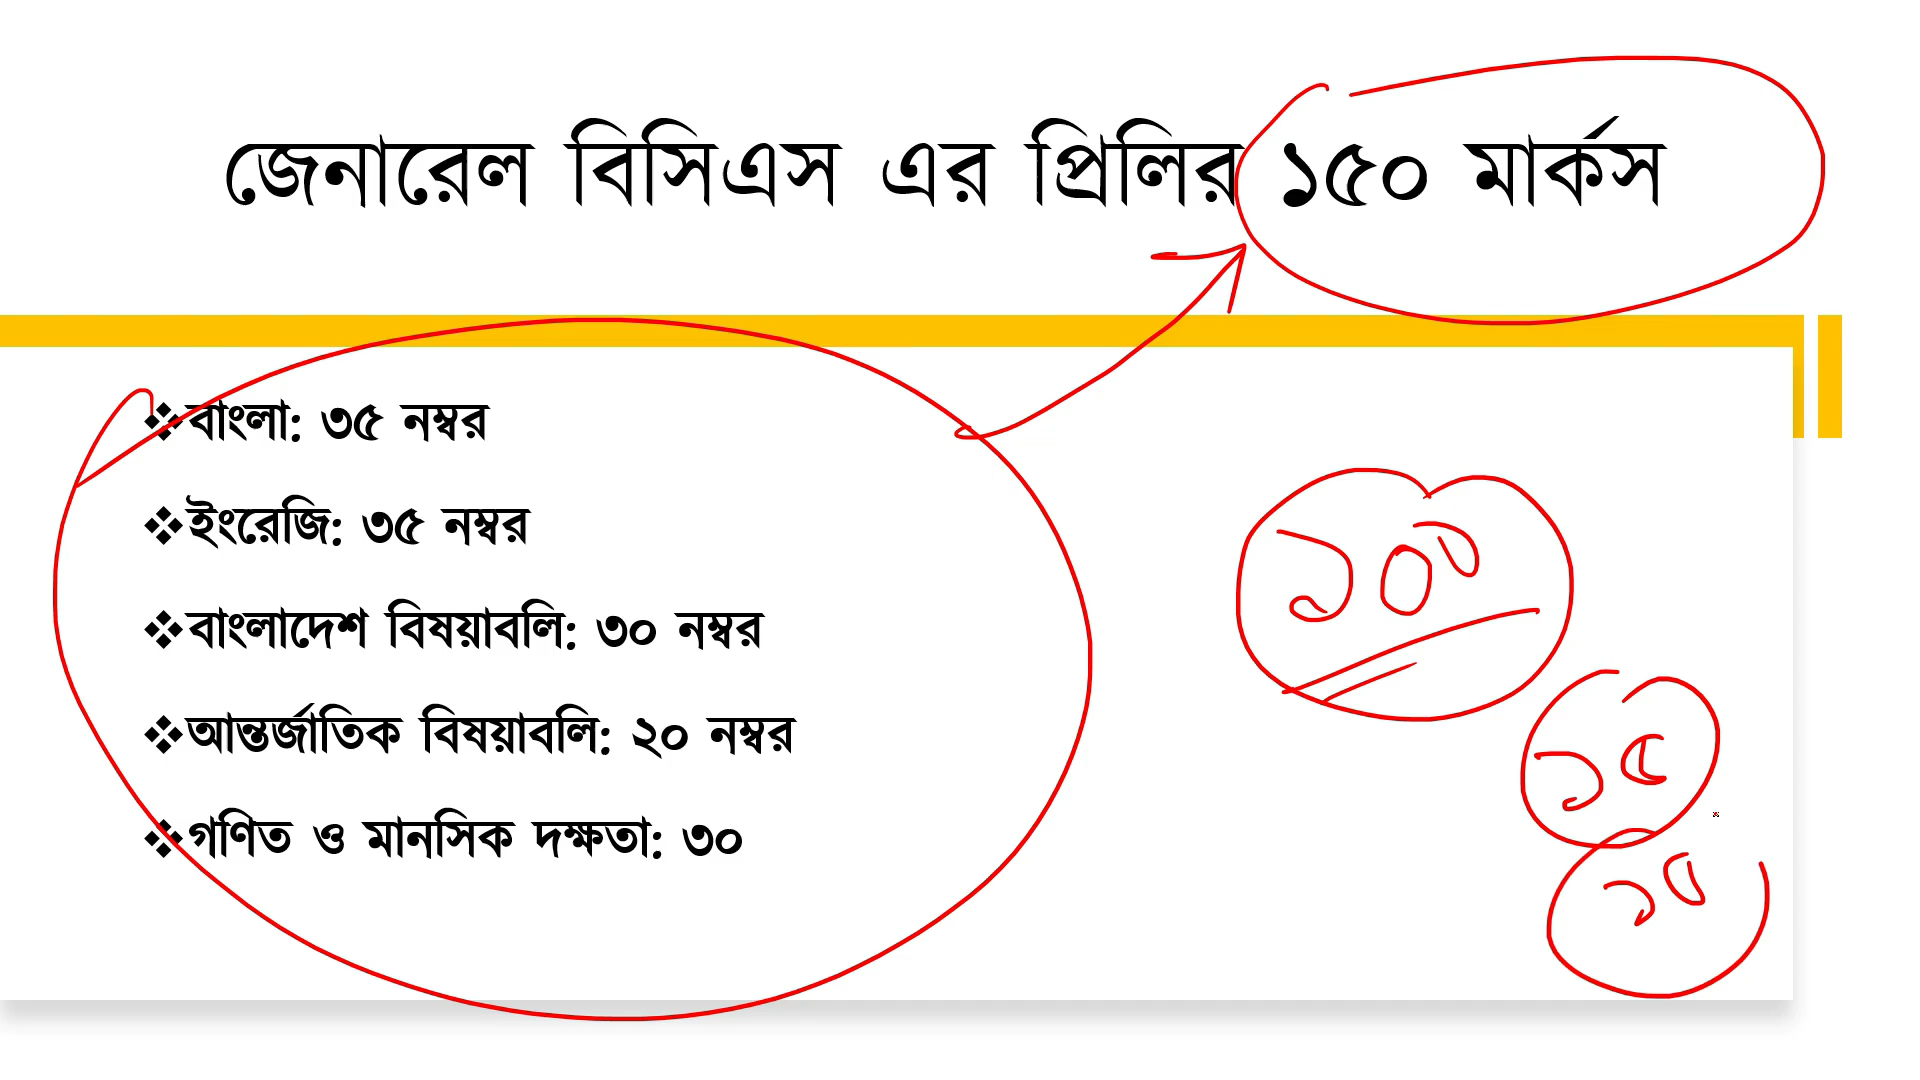 জেনারেল বিসিএস এর প্রিলির ১৫০ মার্কস
❖বাংলা: ৩৫ নম্বর
❖ইংরেজি: ৩৫ নম্বর
❖বাংলাদেশ বিষয়াবলি: ৩০ নম্বর
❖আন্তর্জাতিক বিষয়াবলি: ২০ নম্বর
❖গণিত ও মানসিক দক্ষতা: ৩০
১০০
১৫
১০